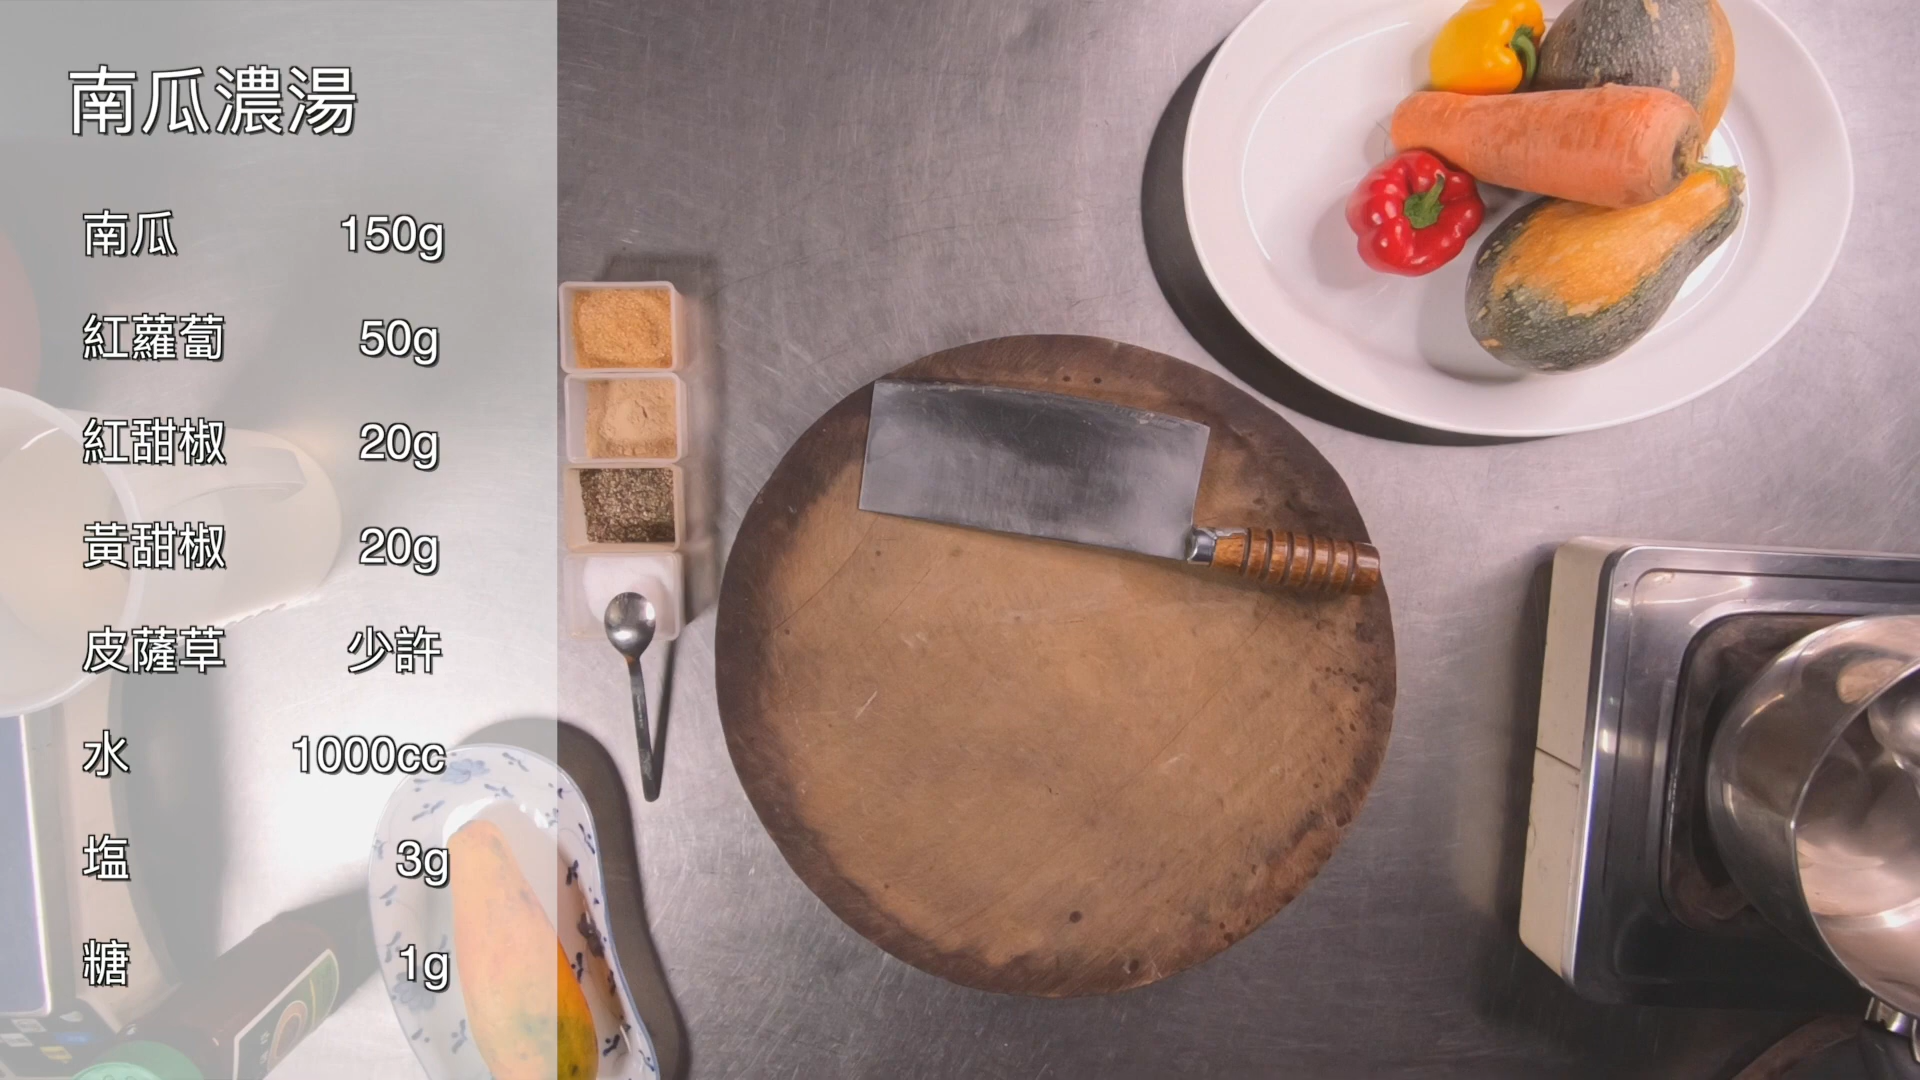 南瓜濃湯
南瓜 150g
紅蘿蔔 50g
紅甜椒 20g
黃甜椒 20g
皮薩草 少許
水 1000cc
塩 3g
糖 1g